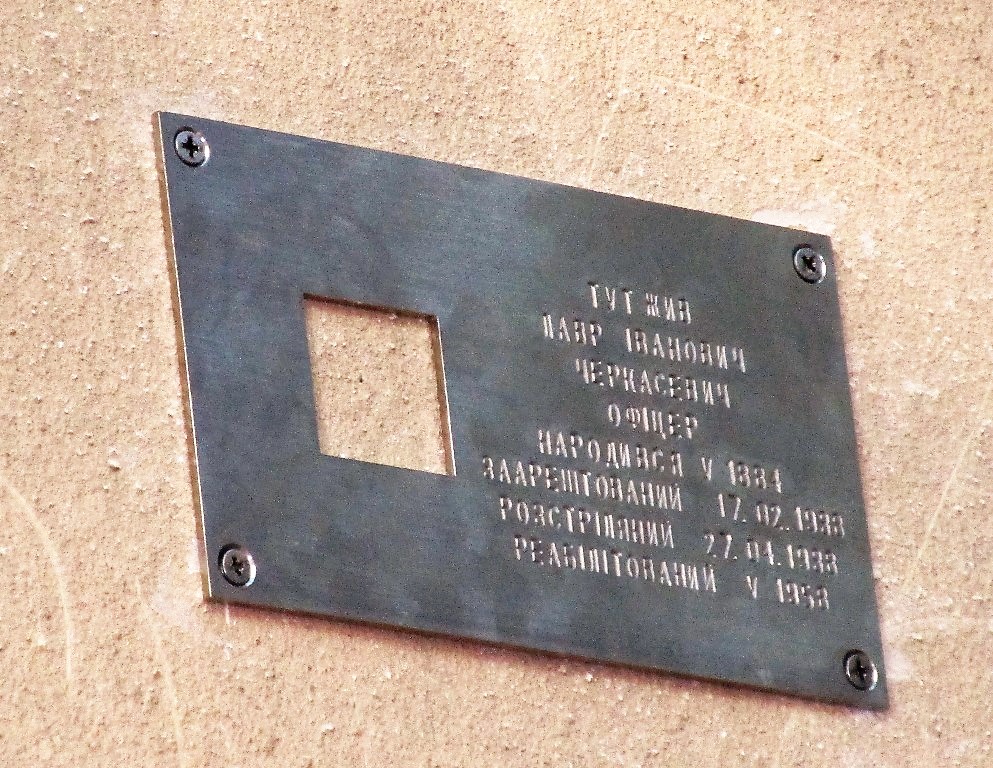 ТУТ ЖИВ
ЛАВР ІВАНОВИЧ
ЧЕРКАСЕВИЧ
ОФІЦЕР
НАРОДИВСЯ У 1884
ЗААРЕШТОВАНИЙ 17.02.1938
РОЗСТРІЛЯНИЙ 27.04.1938
РЕАБІЛІТОВАНИЙ У 1958